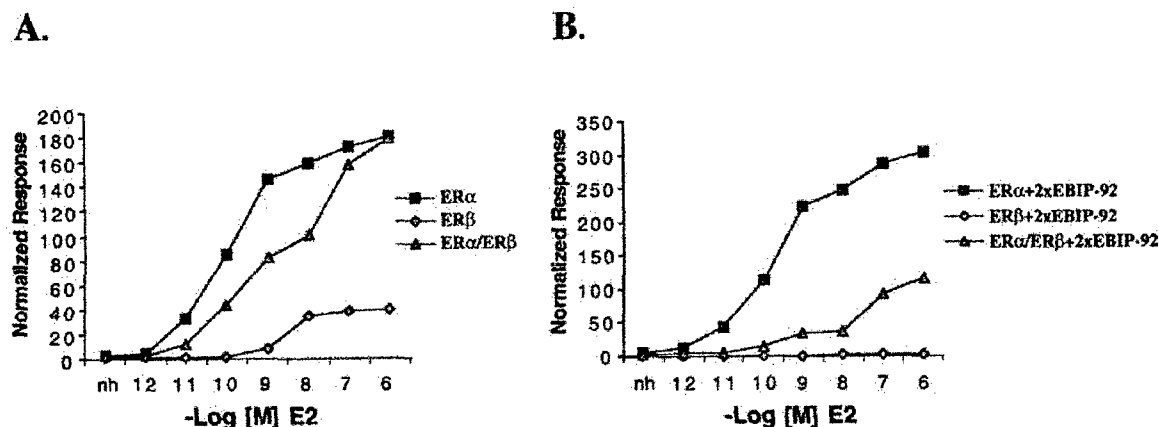 A.
Normalized Response
200
180
160
140
120
100
80
60
40
20
0
nh 12 11 10 9 8 7 6
-Log [M] E2
ERα
ERβ
ERα/ERβ
B.
Normalized Response
350
300
250
200
150
100
50
0
nh 12 11 10 9 8 7 6
-Log [M] E2
ERα+2xEBIP-92
ERβ+2xEBIP-92
ERα/ERβ+2xEBIP-92